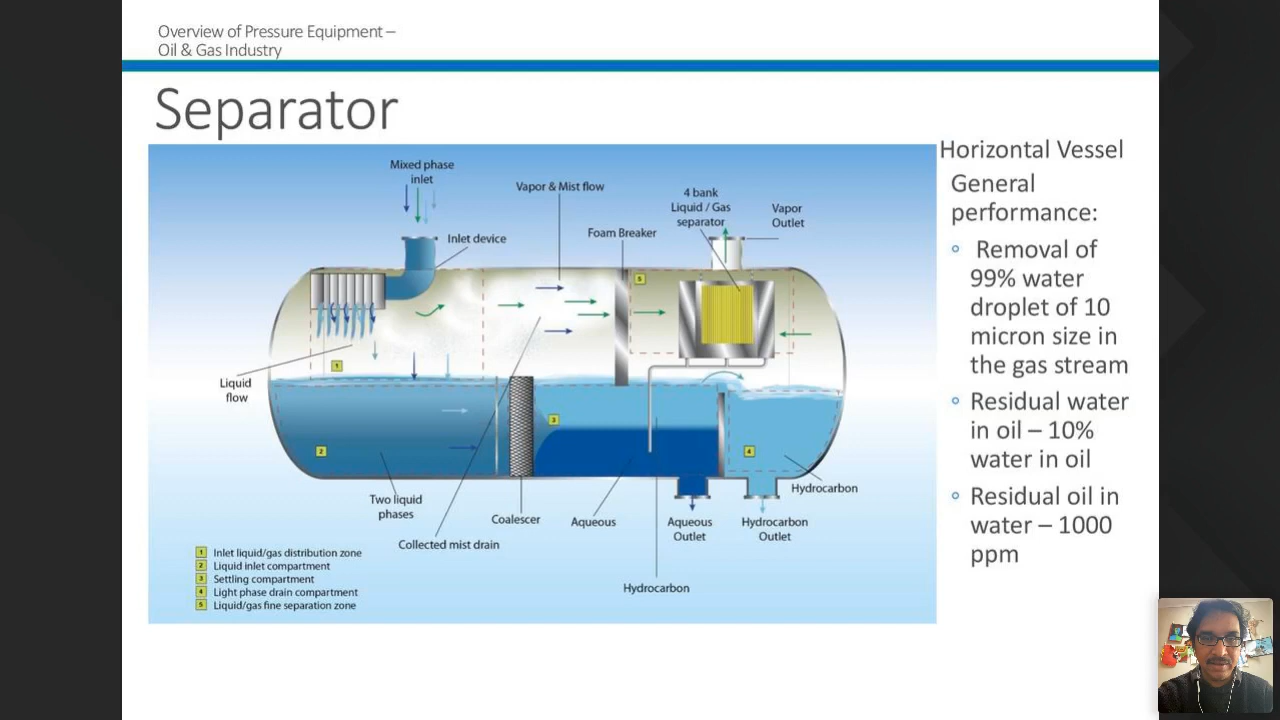 Overview of Pressure Equipment –
Oil & Gas Industry
Separator
Mixed phase
inlet
Vapor & Mist flow
4 bank
Liquid / Gas
separator
Vapor
Outlet
Inlet device
Foam Breaker
5
1
Liquid
flow
3
2
4
Two liquid
phases
Hydrocarbon
Coalescer
Aqueous
Aqueous
Outlet
Hydrocarbon
Outlet
Collected mist drain
Hydrocarbon
1 Inlet liquid/gas distribution zone
2 Liquid inlet compartment
3 Settling compartment
4 Light phase drain compartment
5 Liquid/gas fine separation zone
Horizontal Vessel
General
performance:
Removal of
99% water
droplet of 10
micron size in
the gas stream
Residual water
in oil – 10%
water in oil
Residual oil in
water – 1000
ppm